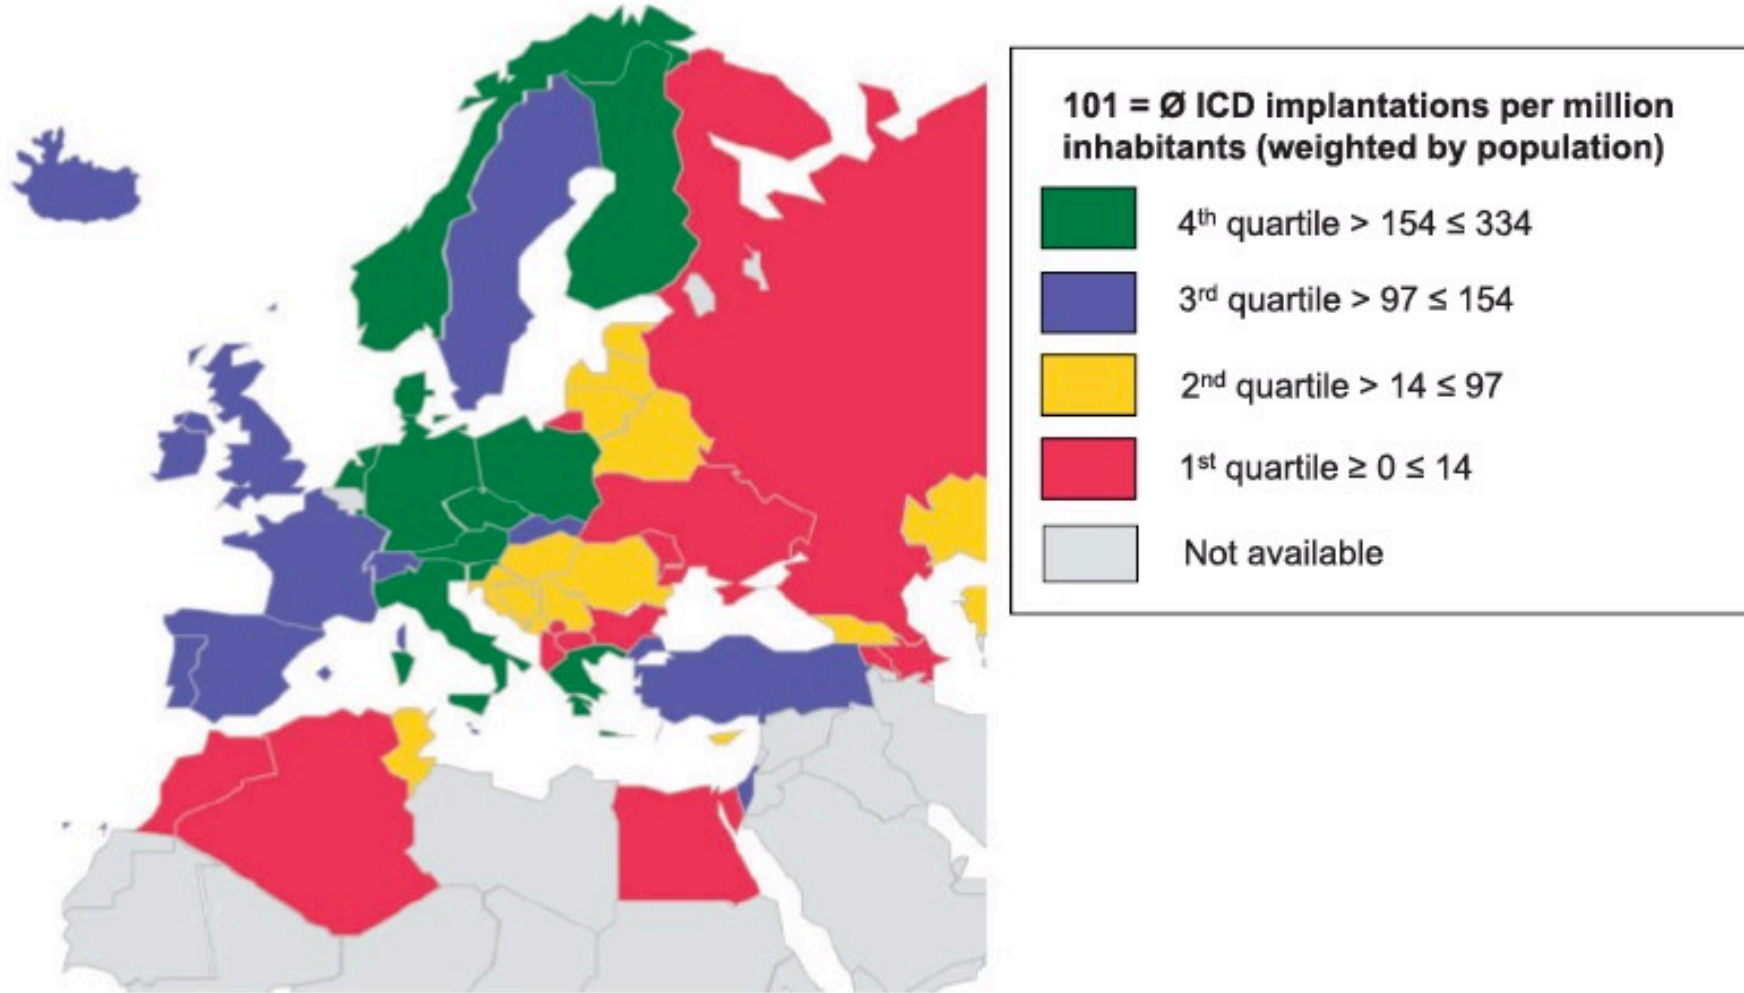 101 = Ø ICD implantations per million
inhabitants (weighted by population)
4th quartile > 154 ≤ 334
3rd quartile > 97 ≤ 154
2nd quartile > 14 ≤ 97
1st quartile ≥ 0 ≤ 14
Not available